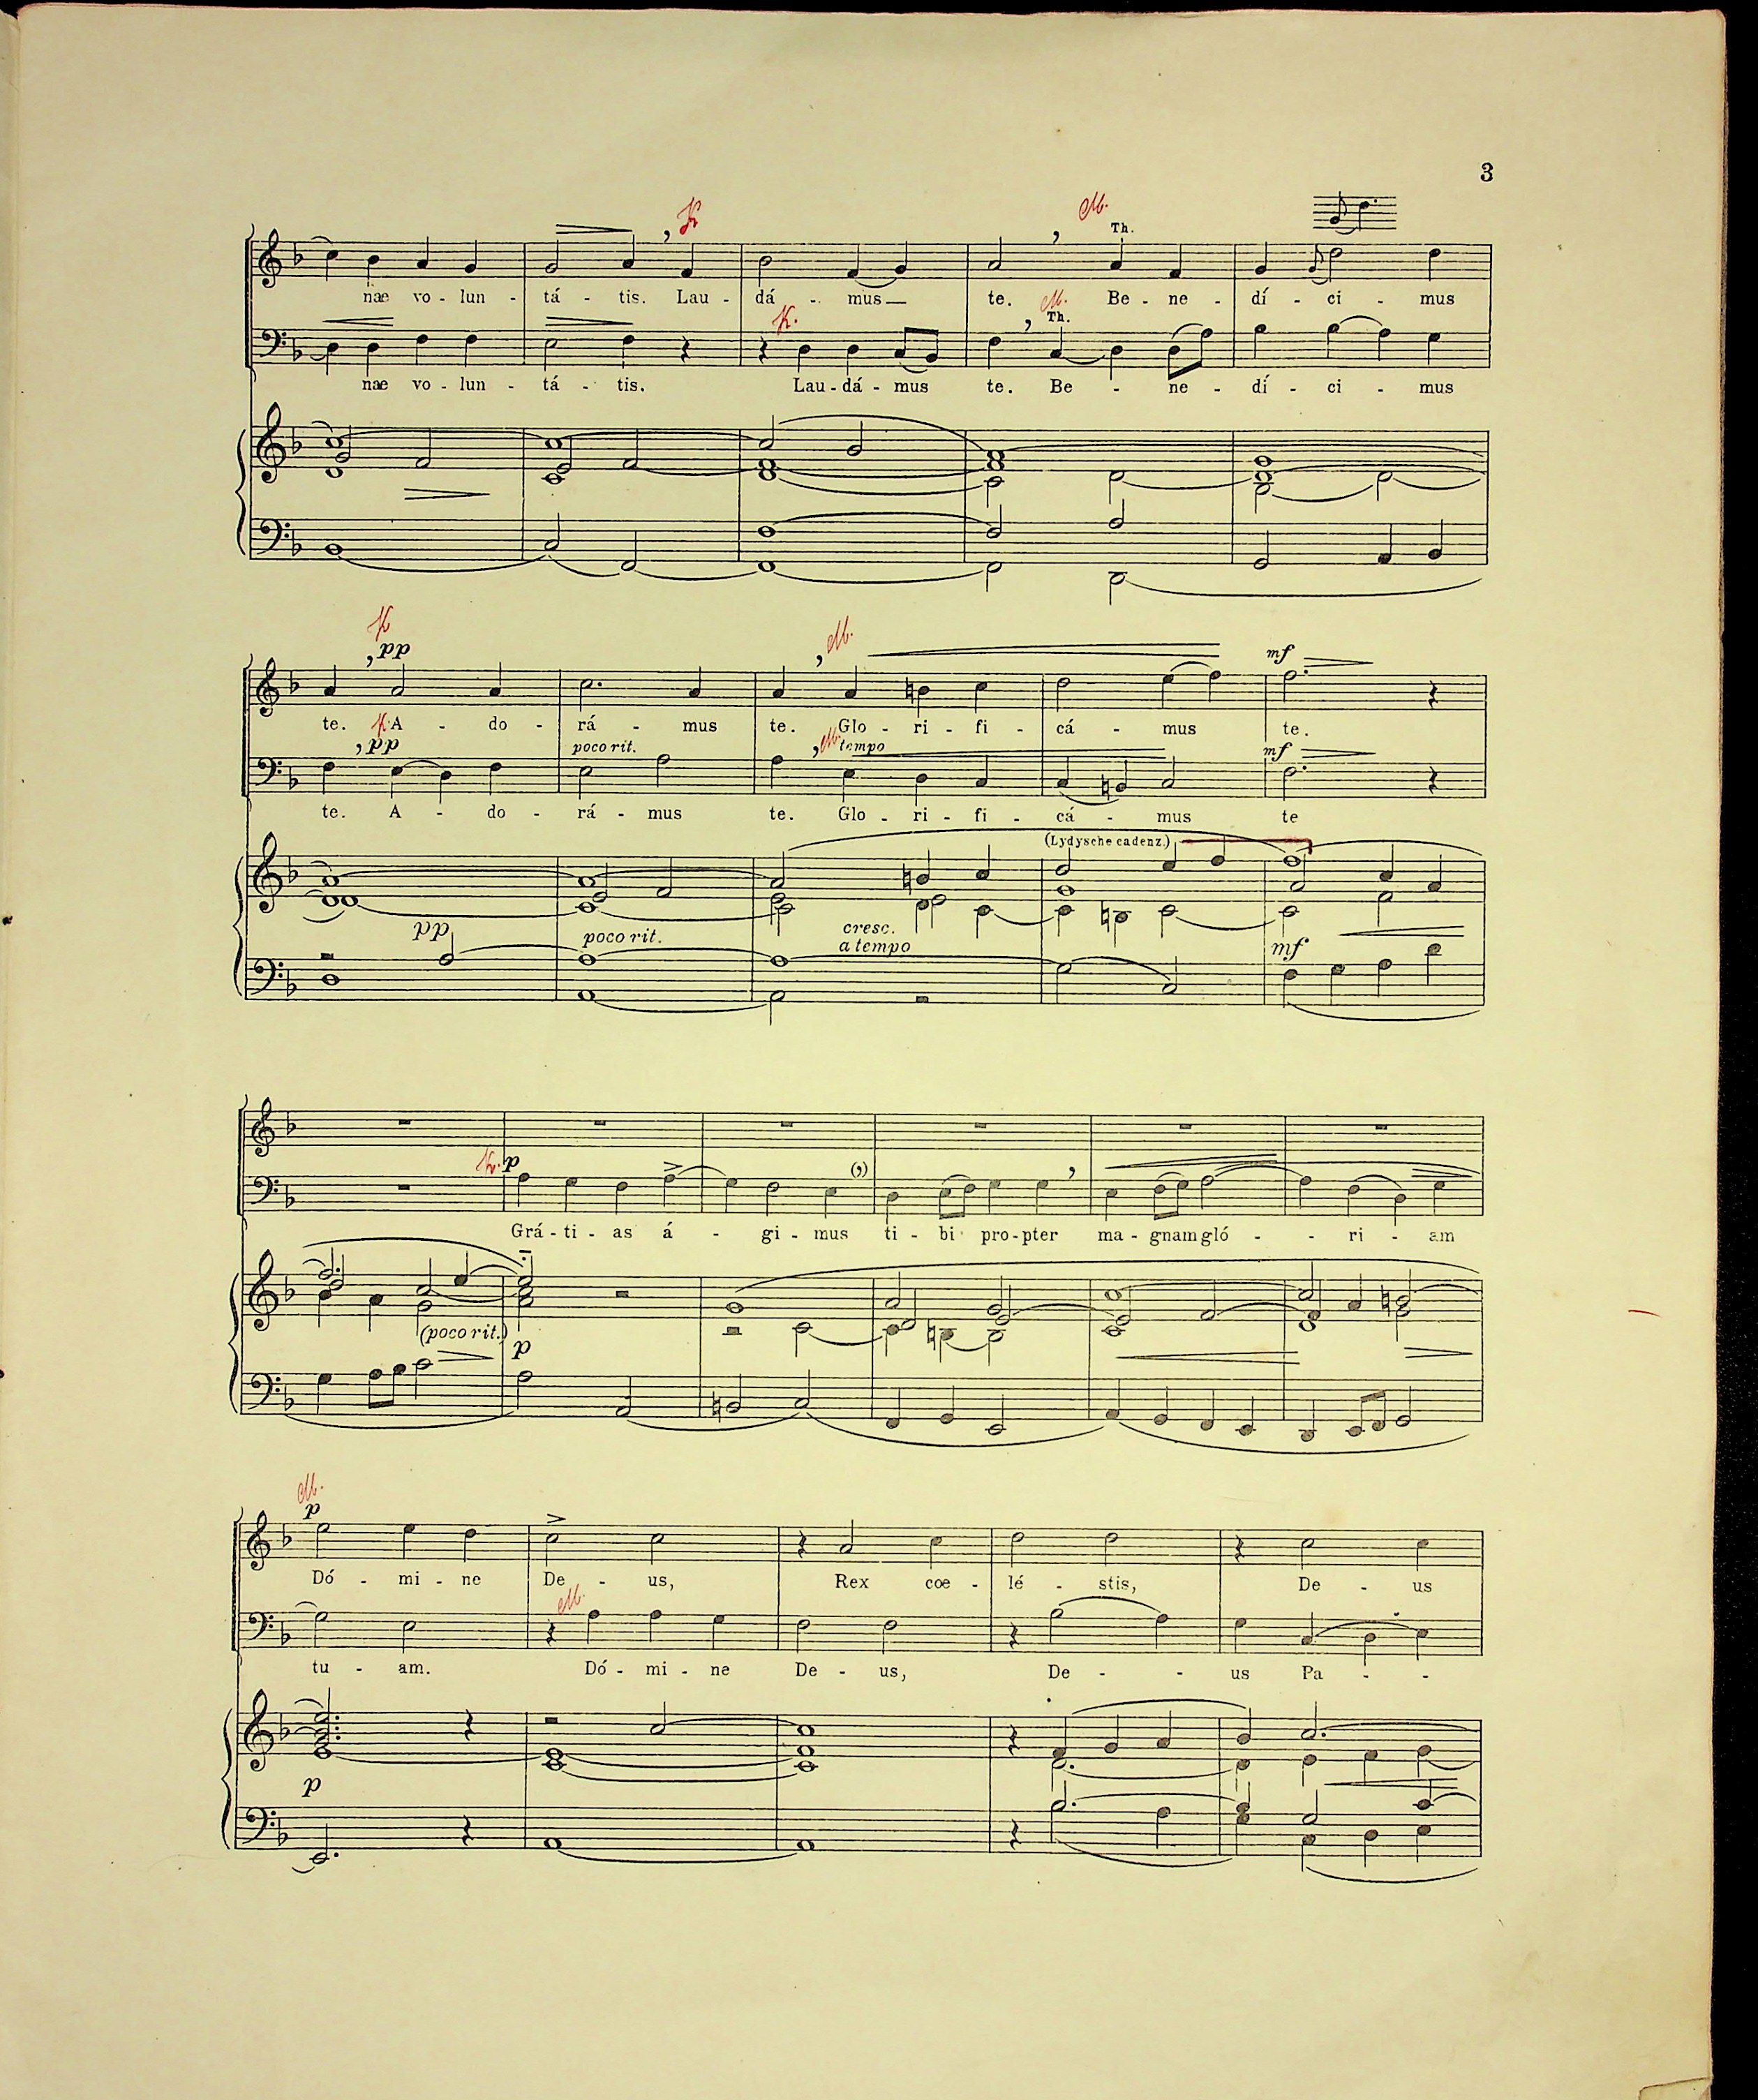 3
K
M.
Th.
nae vo - lun - tá - tis. Lau - dá - mus te. Be - ne - dí - ci - mus
K. M. Th.
nae vo - lun - tá - tis. Lau - dá - mus te. Be - ne - dí - ci - mus
K M.
pp mf
te. A - do - rá - mus te. Glo - ri - fi - cá - mus te.
K. pp poco rit. M. tempo mf
te. A - do - rá - mus te. Glo - ri - fi - cá - mus te
(Lydysche cadenz.)
pp poco rit. cresc. mf
a tempo
K. p (,)
Grá - ti - as á - gi - mus ti - bi pro - pter ma - gnam gló - ri - am
(poco rit.) p
M.
p
Dó - mi - ne De - us, Rex coe - lé - stis, De - us
M.
tu - am. Dó - mi - ne De - us, De - us Pa -
p